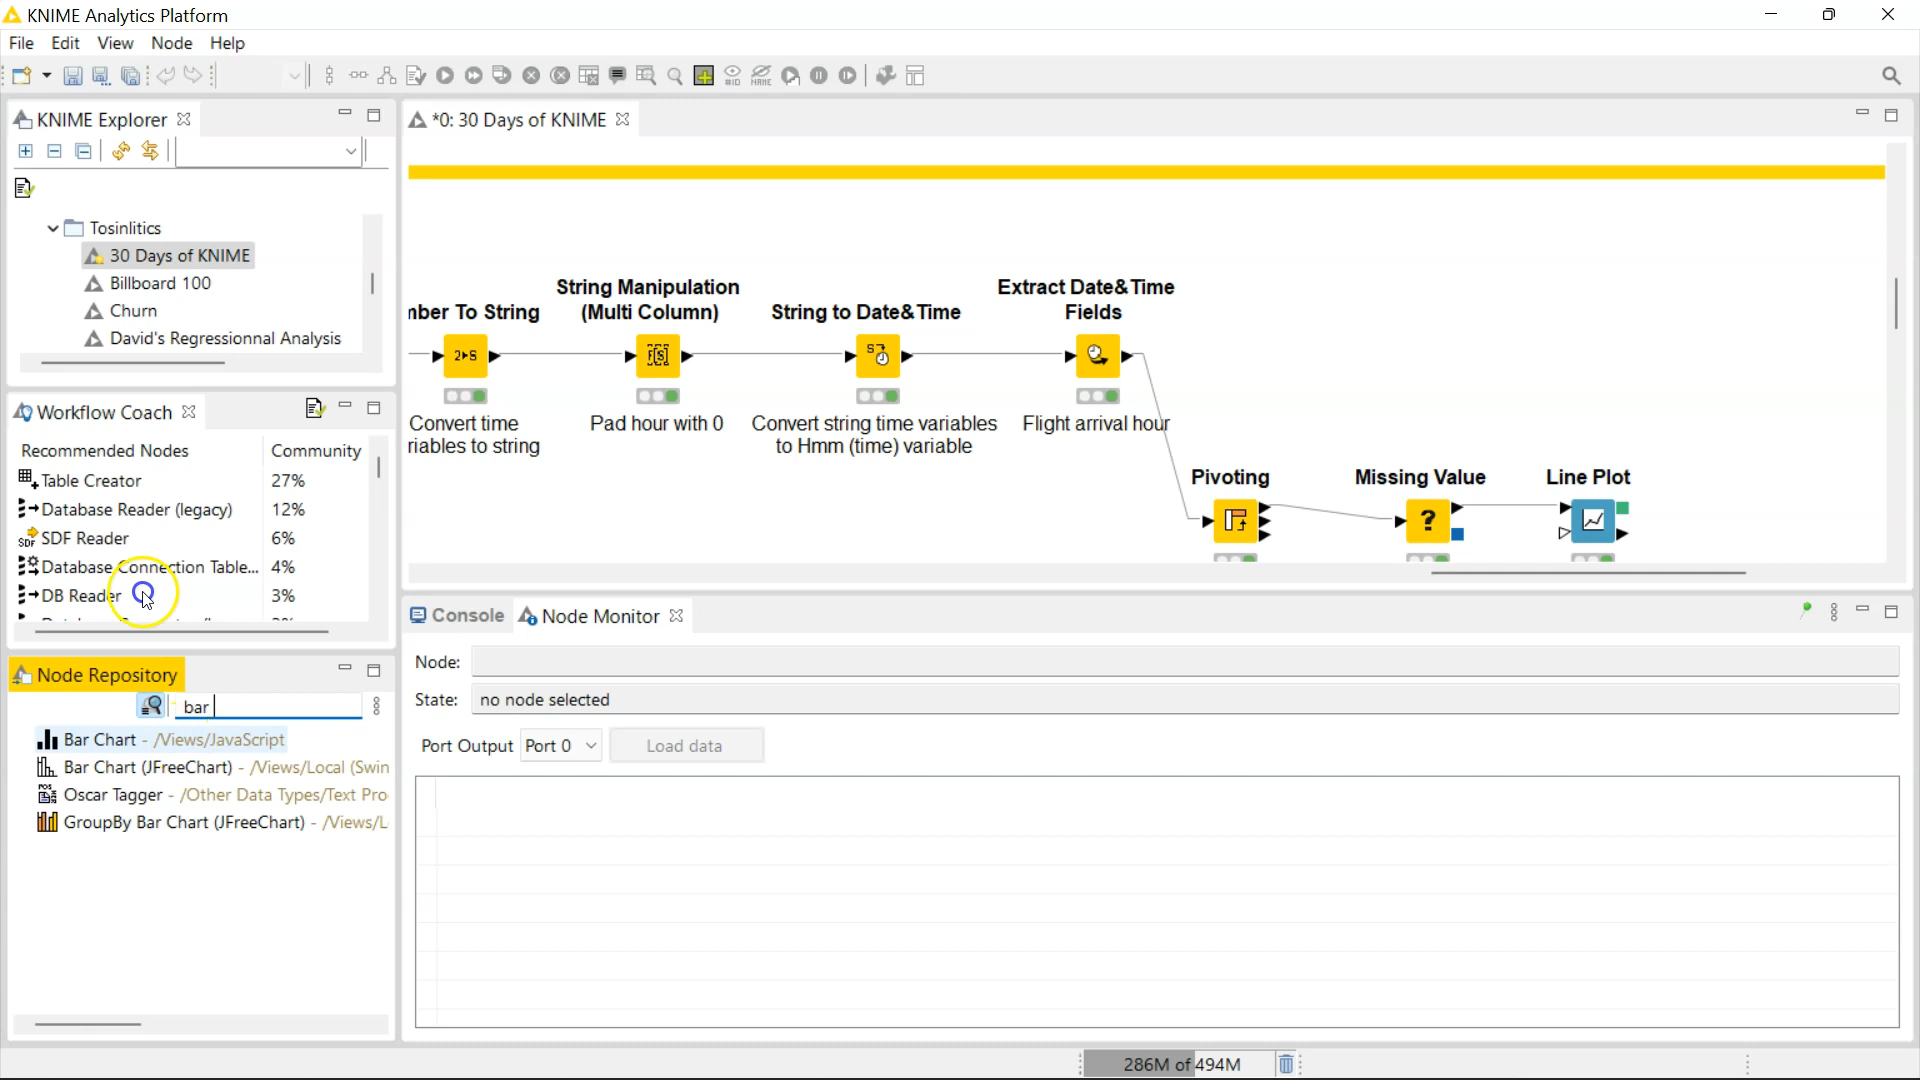 KNIME Analytics Platform
File Edit View Node Help
KNIME Explorer
Tosinlitics
30 Days of KNIME
Billboard 100
Churn
David's Regressionnal Analysis
Workflow Coach
Recommended Nodes Community
Table Creator 27%
Database Reader (legacy) 12%
SDF Reader 6%
Database Connection Table... 4%
DB Reader 3%
Node Repository
bar
Bar Chart - /Views/JavaScript
Bar Chart (JFreeChart) - /Views/Local (Swin
Oscar Tagger - /Other Data Types/Text Pro
GroupBy Bar Chart (JFreeChart) - /Views/L
*0: 30 Days of KNIME
mber To String
Convert time
riables to string
String Manipulation
(Multi Column)
Pad hour with 0
String to Date&Time
Convert string time variables
to Hmm (time) variable
Extract Date&Time
Fields
Flight arrival hour
Pivoting
Missing Value
Line Plot
Console Node Monitor
Node:
State: no node selected
Port Output Port 0 Load data
286M of 494M